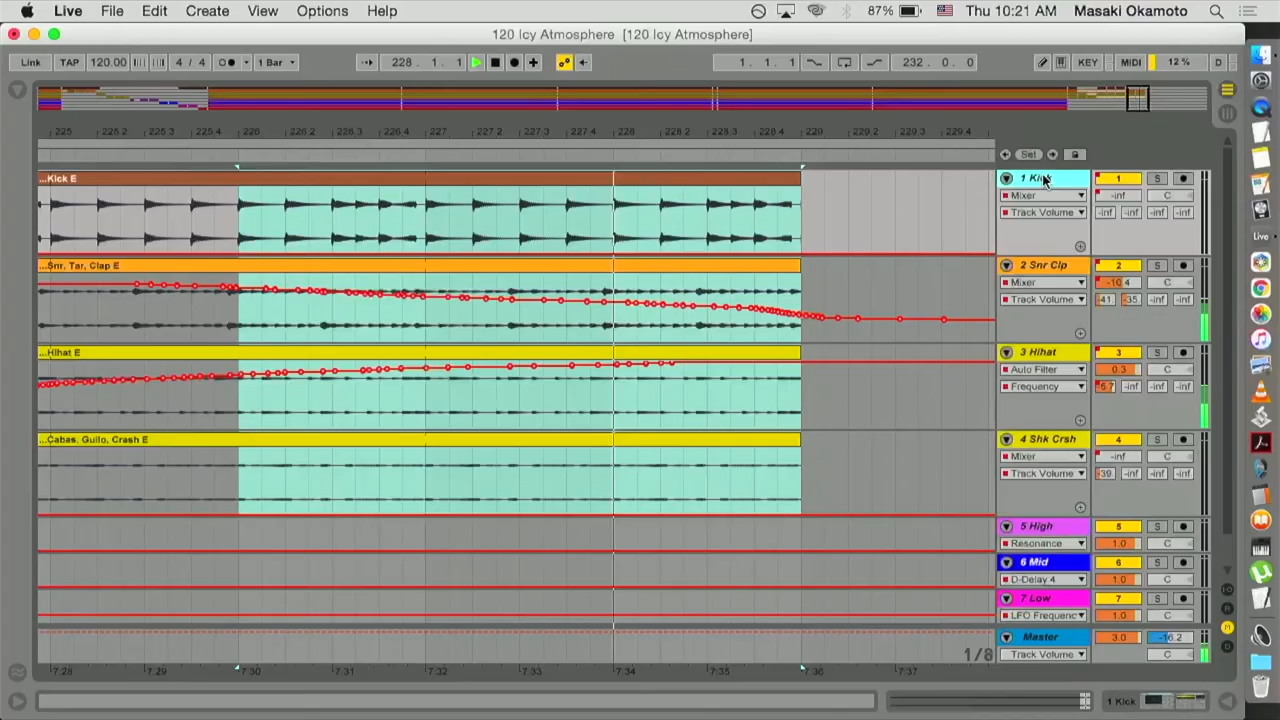 Live File Edit Create View Options Help 87% Thu 10:21 AM Masaki Okamoto
120 Icy Atmosphere [120 Icy Atmosphere]
Link TAP 120.00 4 / 4 1 Bar 228. 1. 1 1. 1. 1 232. 0. 0 KEY MIDI 12 % D
225 225.2 225.3 225.4 226 226.2 226.3 226.4 227 227.2 227.3 227.4 228 228.2 228.3 228.4 229 229.2 229.3 229.4
Set
...Kick E 1 Kick 1 S
Mixer -inf C
Track Volume -inf -inf -inf -inf
...Snr, Tar, Clap E 2 Snr Clp 2 S
Mixer -10.4 C
Track Volume -41. -35. -inf -inf
...Hihat E 3 Hihat 3 S
Auto Filter 0.3 C
Frequency -inf -inf -inf
...Cabas, Guilo, Crash E 4 Shk Crsh 4 S
Mixer -inf C
Track Volume -39. -inf -inf -inf
5 High 5 S
Resonance 1.0 C
6 Mid 6 S
D-Delay 4 1.0 C
7 Low 7 S
LFO Frequenc 1.0 C
Master 3.0 -16.2
1/8 Track Volume C
7:28 7:29 7:30 7:31 7:32 7:33 7:34 7:35 7:36 7:37
1 Kick
Live